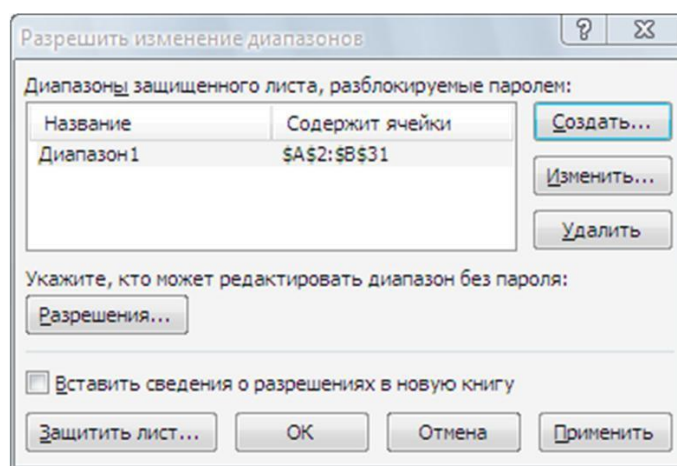 Разрешить изменение диапазонов
Диапазоны защищенного листа, разблокируемые паролем:
Название Содержит ячейки
Диапазон1 $A$2:$B$31
Создать...
Изменить...
Удалить
Укажите, кто может редактировать диапазон без пароля:
Разрешения...
Вставить сведения о разрешениях в новую книгу
Защитить лист... ОК Отмена Применить